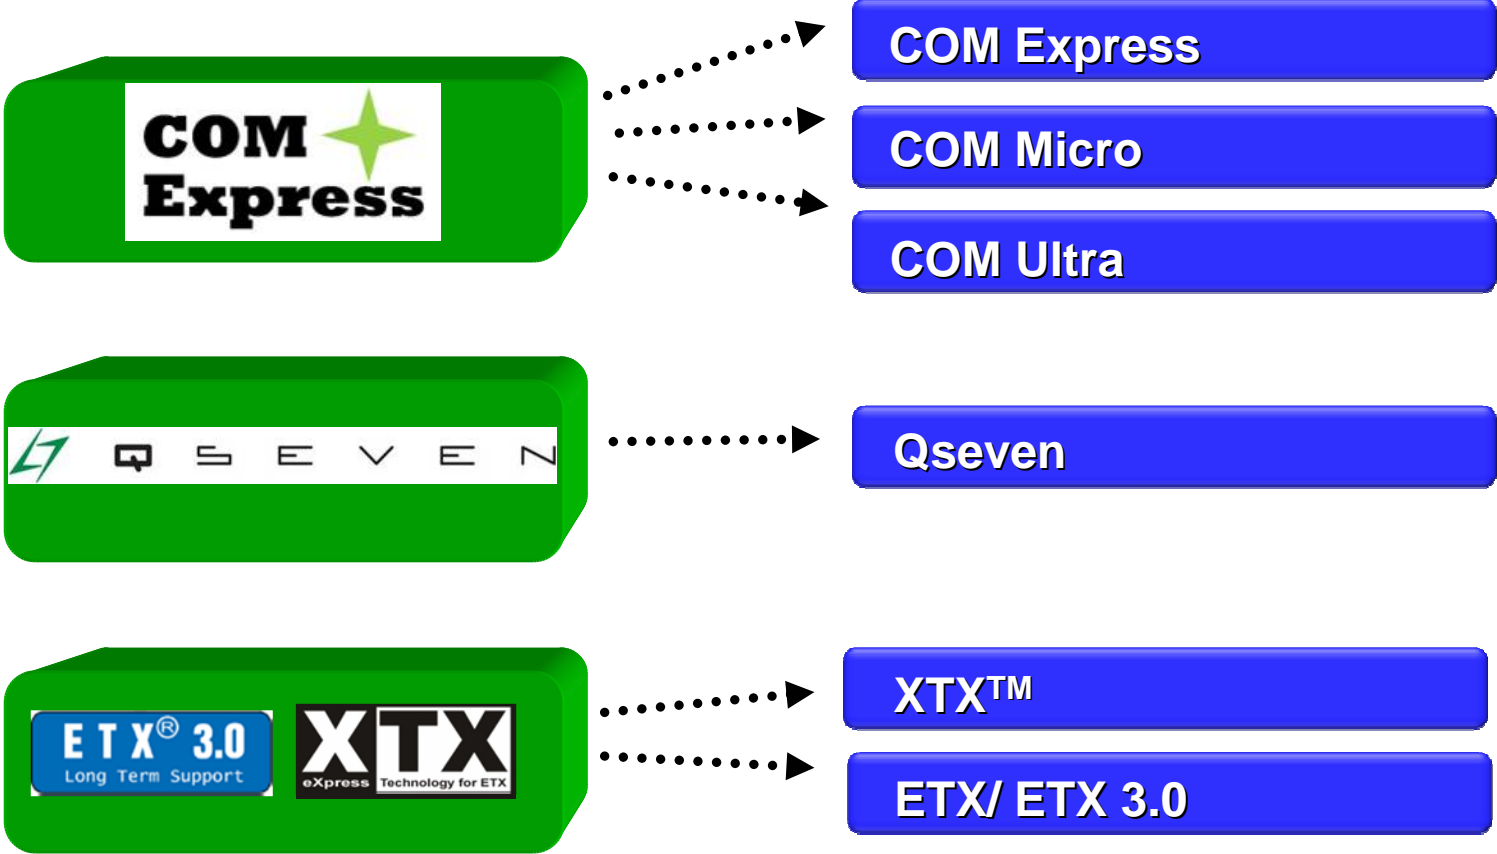 COM
Express
COM Express
COM Micro
COM Ultra
QSEVEN
Qseven
ETX® 3.0
Long Term Support
XTX
eXpress Technology for ETX
XTX™
ETX/ ETX 3.0